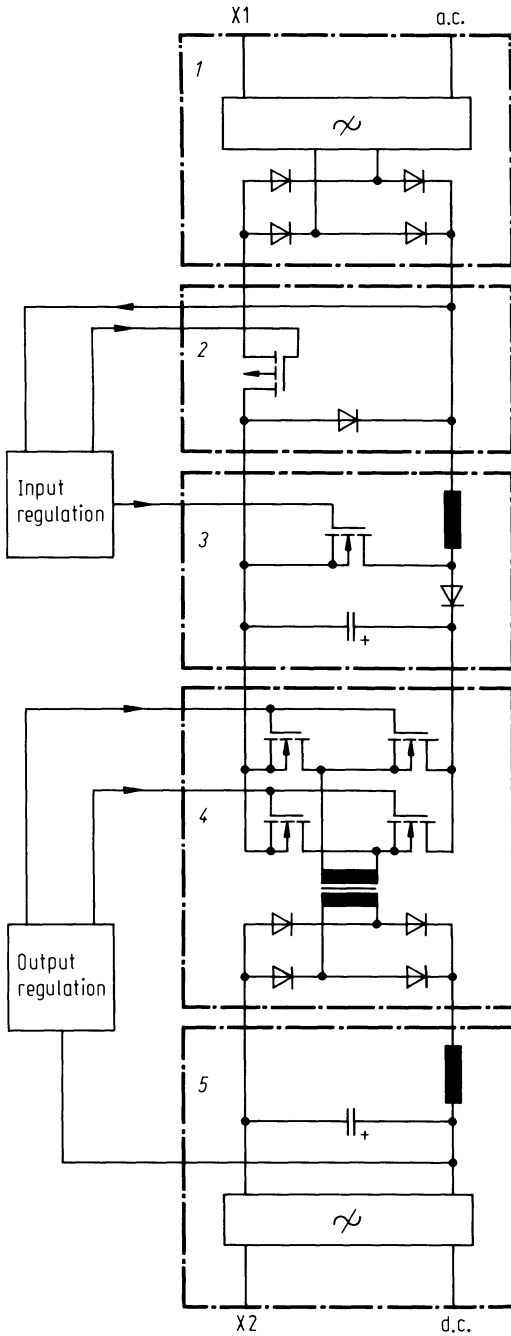 X1 a.c.
1
2
Input
regulation
3
+
4
Output
regulation
5
+
X2 d.c.